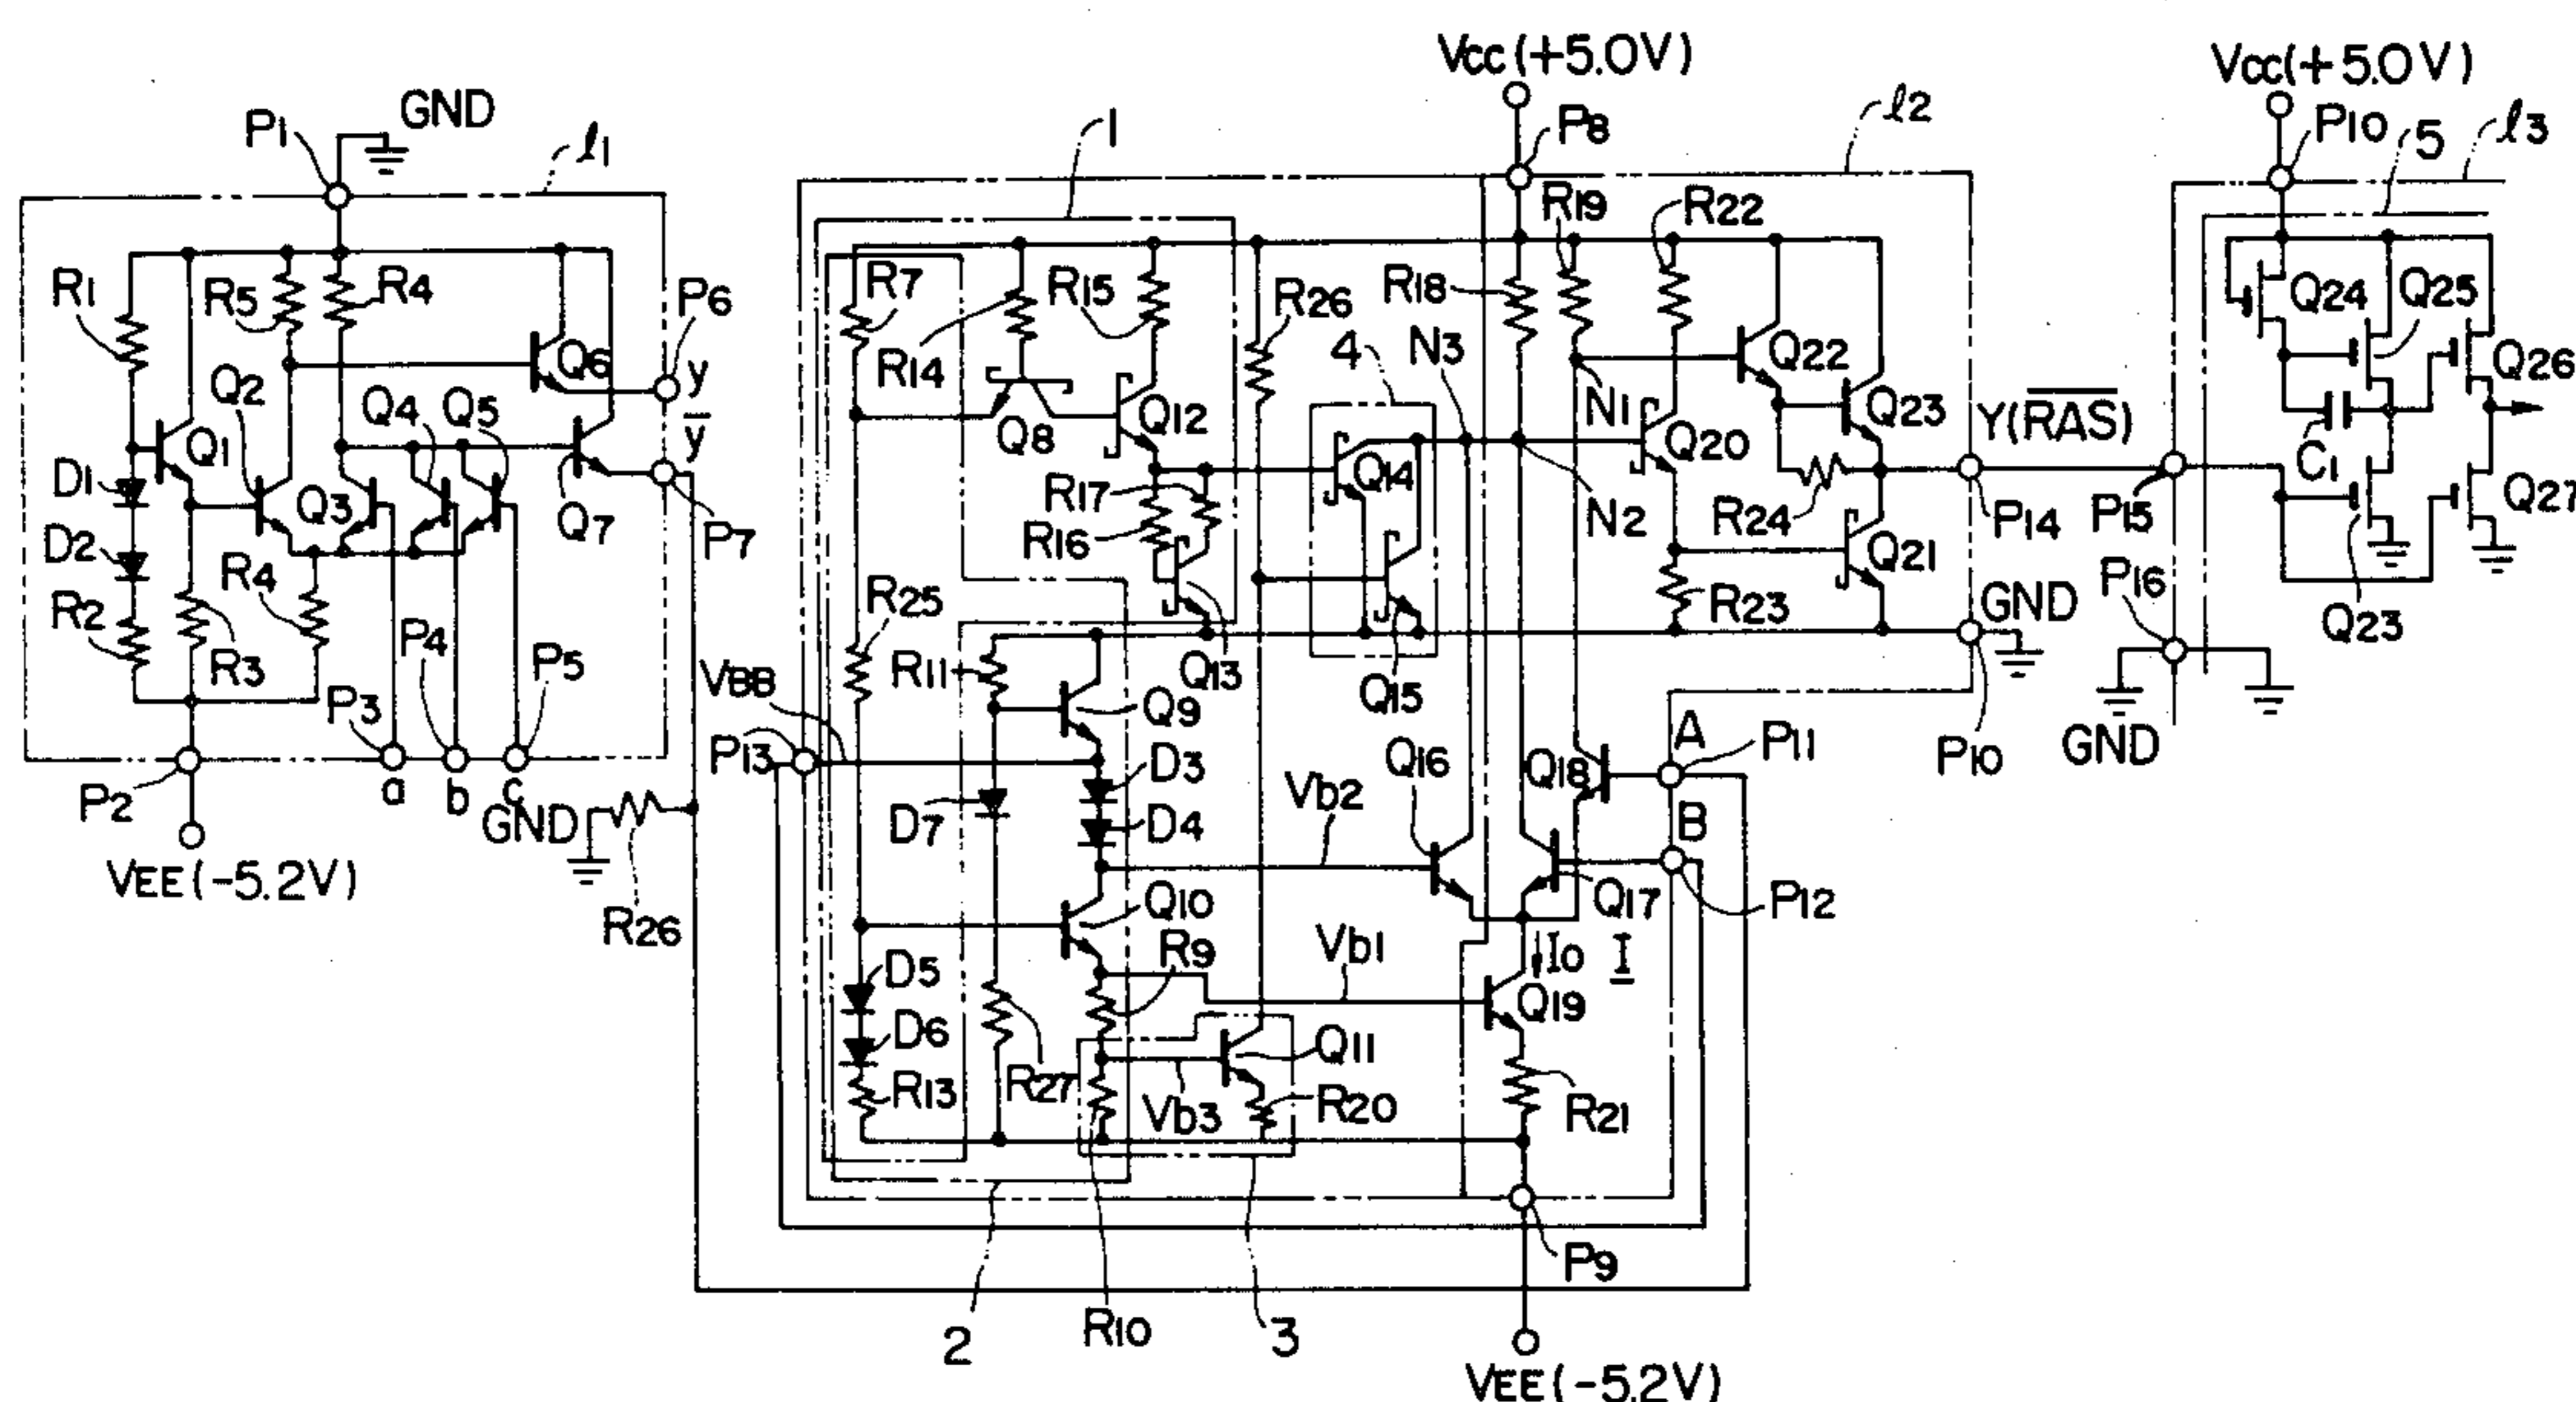 Vcc(+5.0V)
Vcc(+5.0V)
GND
P1
l1
1
P8
l2
P10
5
l3
R1
R5
R4
P6
y
Q6
ȳ
Q2
Q4
Q5
Q1
Q3
D1
D2
R2
R3
R4
Q7
P7
P3
P4
P5
P2
a
b
c
VEE(-5.2V)
GND
R26
R7
R14
R15
R26
4
N3
R18
R19
R22
Q8
Q12
Q14
N1
N2
Q22
Q20
Q23
R17
R16
R24
Q21
R23
Y(R̅A̅S̅)
P14
P15
GND
P10
R25
R11
Q13
Q15
VBB
P13
Q9
D3
D4
D7
Vb2
Q16
Q18
A
P11
B
P12
Q17
Q10
R9
Vb1
I0
I
Q19
D5
D6
R13
R27
Vb3
Q11
R20
R21
2
R10
3
P9
VEE(-5.2V)
Q24
Q25
Q26
C1
Q27
Q23
P16
GND